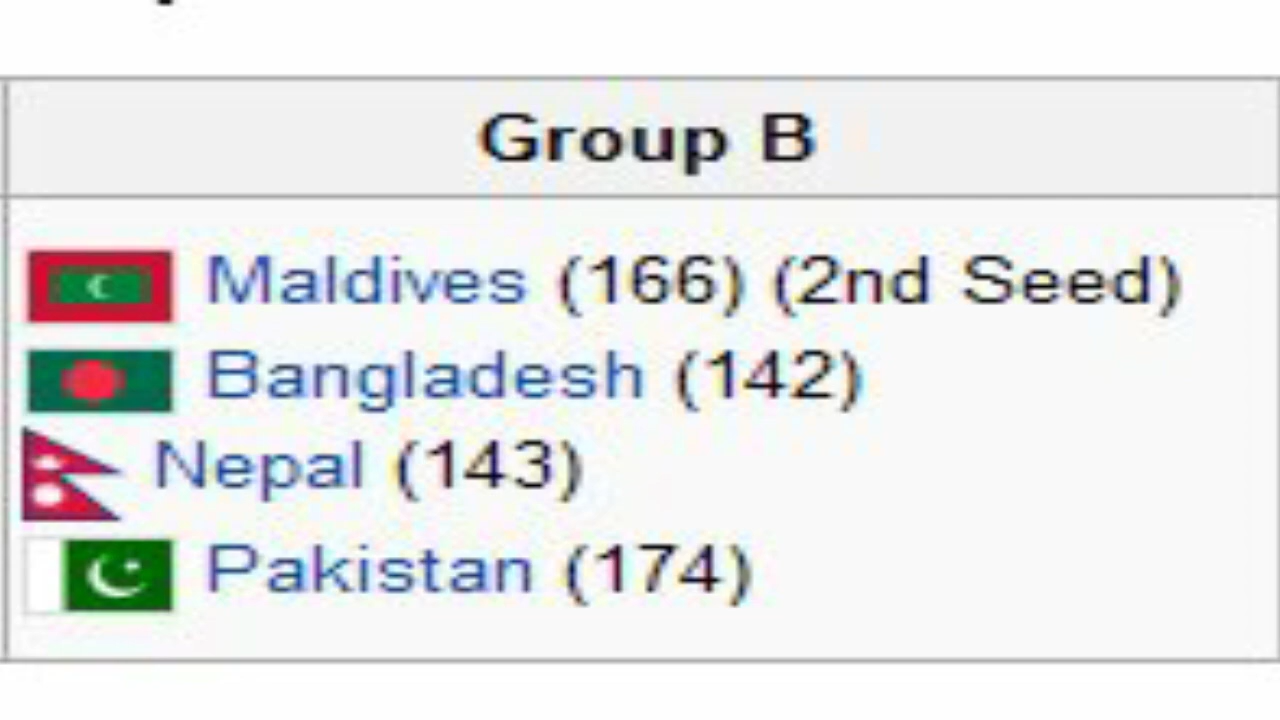 Group B
Maldives (166) (2nd Seed)
Bangladesh (142)
Nepal (143)
Pakistan (174)